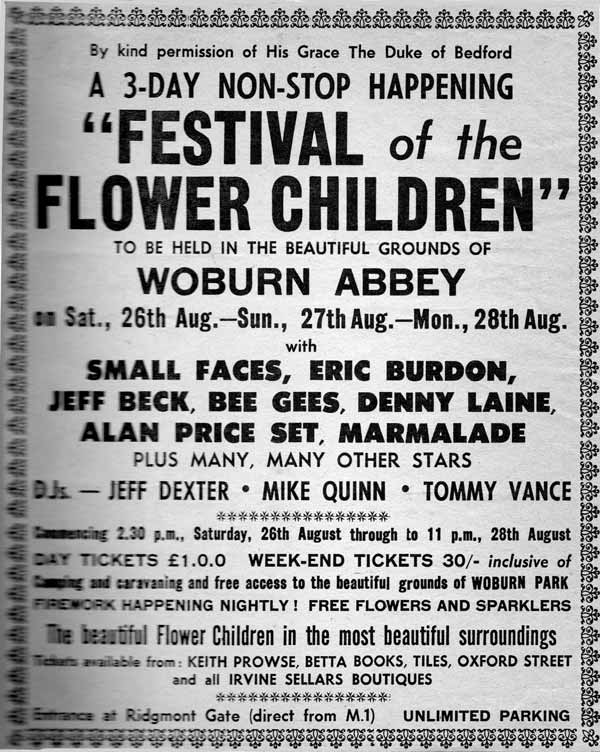 By kind permission of His Grace The Duke of Bedford
A 3-DAY NON-STOP HAPPENING
"FESTIVAL of the
FLOWER CHILDREN"
TO BE HELD IN THE BEAUTIFUL GROUNDS OF
WOBURN ABBEY
on Sat., 26th Aug.—Sun., 27th Aug.—Mon., 28th Aug.
with
SMALL FACES, ERIC BURDON,
JEFF BECK, BEE GEES, DENNY LAINE,
ALAN PRICE SET, MARMALADE
PLUS MANY, MANY OTHER STARS
DJs. — JEFF DEXTER • MIKE QUINN • TOMMY VANCE
****************
Commencing 2.30 p.m., Saturday, 26th August through to 11 p.m., 28th August
DAY TICKETS £1.0.0 WEEK-END TICKETS 30/- inclusive of
Camping and caravaning and free access to the beautiful grounds of WOBURN PARK
FIREWORK HAPPENING NIGHTLY! FREE FLOWERS AND SPARKLERS
The beautiful Flower Children in the most beautiful surroundings
Tickets available from: KEITH PROWSE, BETTA BOOKS, TILES, OXFORD STREET
and all IRVINE SELLARS BOUTIQUES
****************
Entrance at Ridgmont Gate (direct from M.1) UNLIMITED PARKING